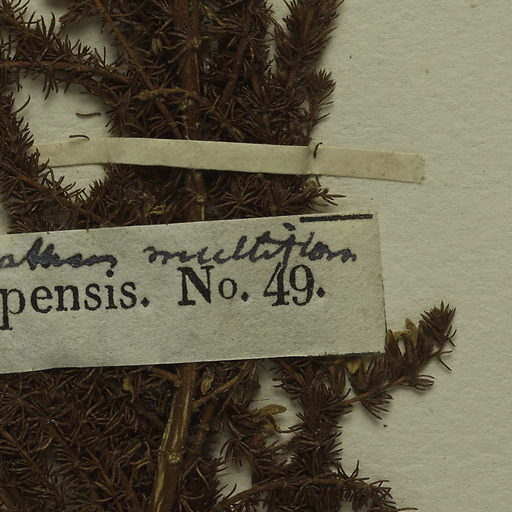 multiflora
pensis. No. 49.